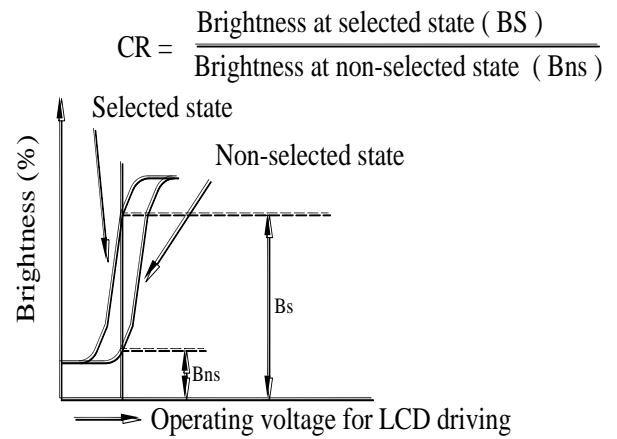 CR = Brightness at selected state ( BS )
Brightness at non-selected state ( Bns )
Selected state
Non-selected state
Brightness (%)
Bs
Bns
Operating voltage for LCD driving